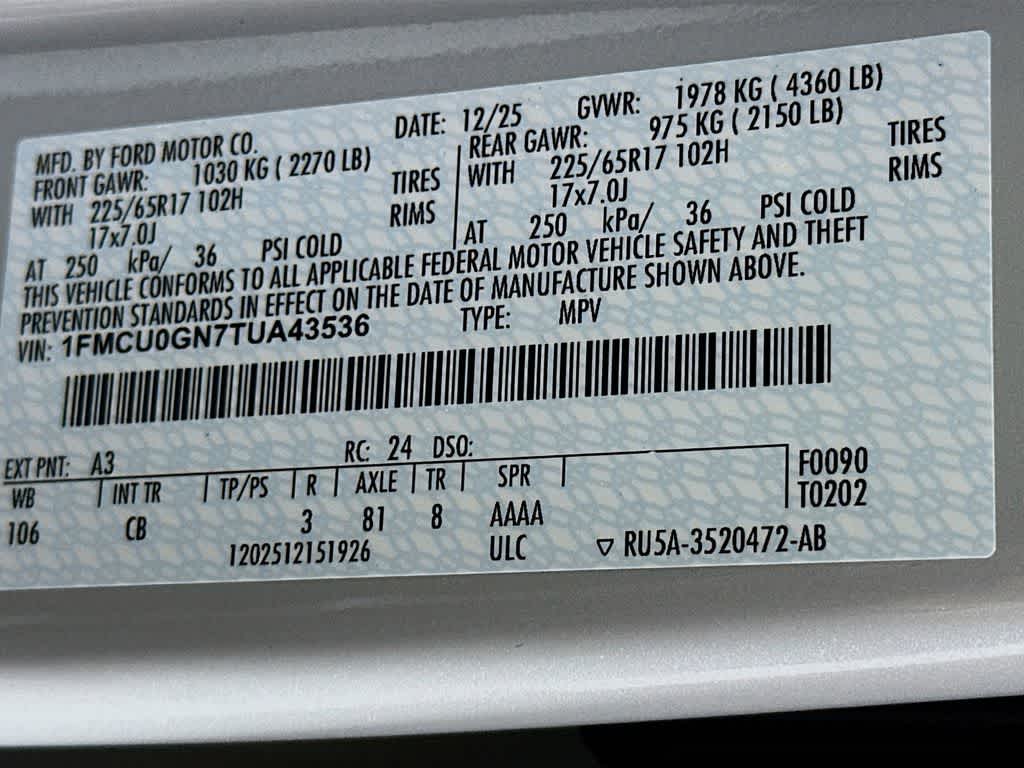 MFD. BY FORD MOTOR CO. DATE: 12/25 GVWR: 1978 KG ( 4360 LB)
FRONT GAWR: 1030 KG ( 2270 LB) REAR GAWR: 975 KG ( 2150 LB)
WITH 225/65R17 102H TIRES WITH 225/65R17 102H TIRES
17x7.0J RIMS 17x7.0J RIMS
AT 250 kPa/ 36 PSI COLD AT 250 kPa/ 36 PSI COLD
THIS VEHICLE CONFORMS TO ALL APPLICABLE FEDERAL MOTOR VEHICLE SAFETY AND THEFT
PREVENTION STANDARDS IN EFFECT ON THE DATE OF MANUFACTURE SHOWN ABOVE.
VIN: 1FMCU0GN7TUA43536 TYPE: MPV
EXT PNT: A3 RC: 24 DSO:
WB INT TR TP/PS R AXLE TR SPR F0090
106 CB 3 81 8 AAAA T0202
1202512151926 ULC ▽ RU5A-3520472-AB